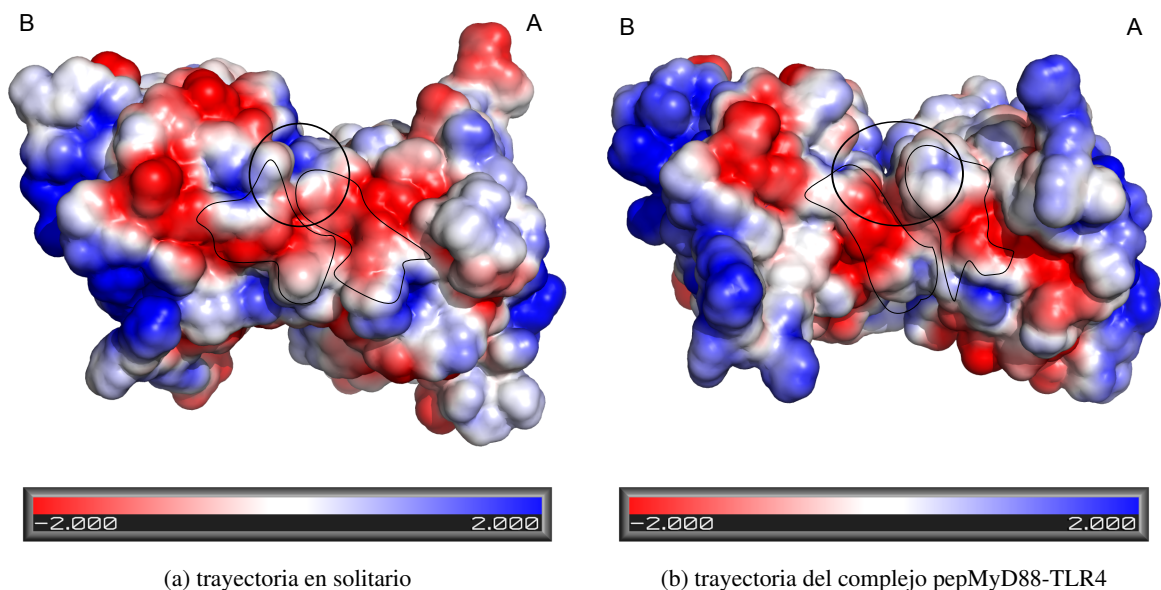 B A
B A
−2.000 2.000
−2.000 2.000
(a) trayectoria en solitario
(b) trayectoria del complejo pepMyD88-TLR4